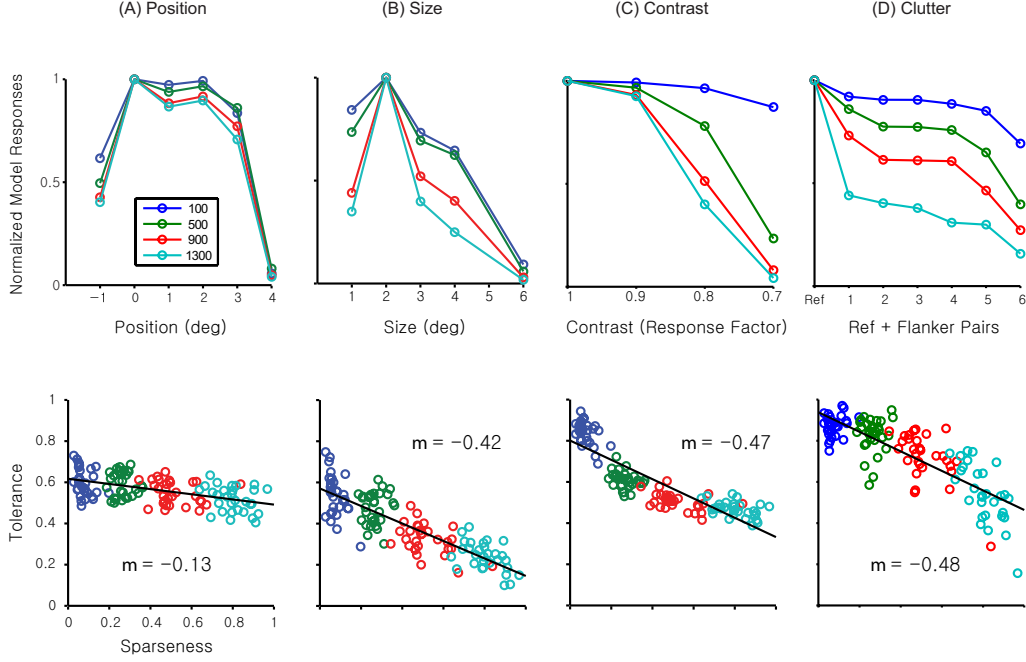 (A) Position
(B) Size
(C) Contrast
(D) Clutter
Normalized Model Responses
1
0.5
0
100
500
900
1300
−1 0 1 2 3 4
Position (deg)
1 2 3 4 5 6
Size (deg)
1 0.9 0.8 0.7
Contrast (Response Factor)
Ref 1 2 3 4 5 6
Ref + Flanker Pairs
Tolerance
1
0.8
0.6
0.4
0.2
0
m = −0.13
m = −0.42
m = −0.47
m = −0.48
0 0.2 0.4 0.6 0.8 1
Sparseness